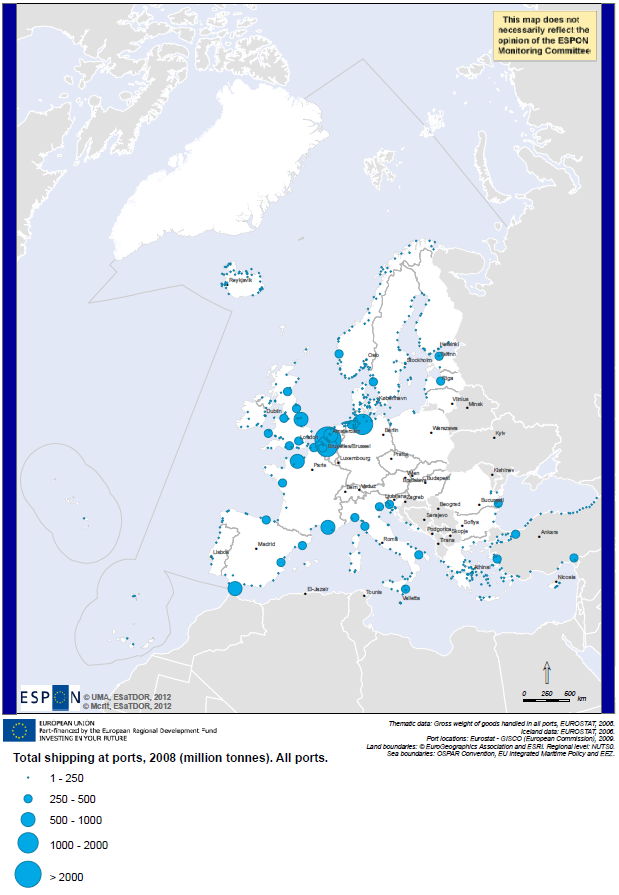 This map does not
necessarily reflect the
opinion of the ESPON
Monitoring Committee
Reykjavik
Helsinki
Oslo
Tallinn
Stockholm
Riga
København
Vilnius
Minsk
Dublin
Amsterdam
London
Berlin
Warszawa
Kyiv
Bruxelles/Brussel
Luxembourg
Praha
Paris
Kishinev
Wien
Bratislava
Budapest
Bern
Vaduz
Ljubljana
Zagreb
Beograd
Bucuresti
Sarajevo
Sofiya
Podgorica
Skopje
Roma
Tirana
Ankara
Madrid
Lisboa
Athinai
Nicosia
El-Jazair
Tounis
Valletta
0 250 500
km
ESPON
© UMA, ESaTDOR, 2012
© Mcrit, ESaTDOR, 2012
EUROPEAN UNION
Part-financed by the European Regional Development Fund
INVESTING IN YOUR FUTURE
Thematic data: Gross weight of goods handled in all ports, EUROSTAT, 2008.
Iceland data: EUROSTAT, 2006.
Port locations: Eurostat - GISCO (European Commission), 2009.
Land boundaries: © EuroGeographics Association and ESRI. Regional level: NUTS0.
Sea boundaries: OSPAR Convention, EU Integrated Maritime Policy and EEZ.
Total shipping at ports, 2008 (million tonnes). All ports.
1 - 250
250 - 500
500 - 1000
1000 - 2000
> 2000